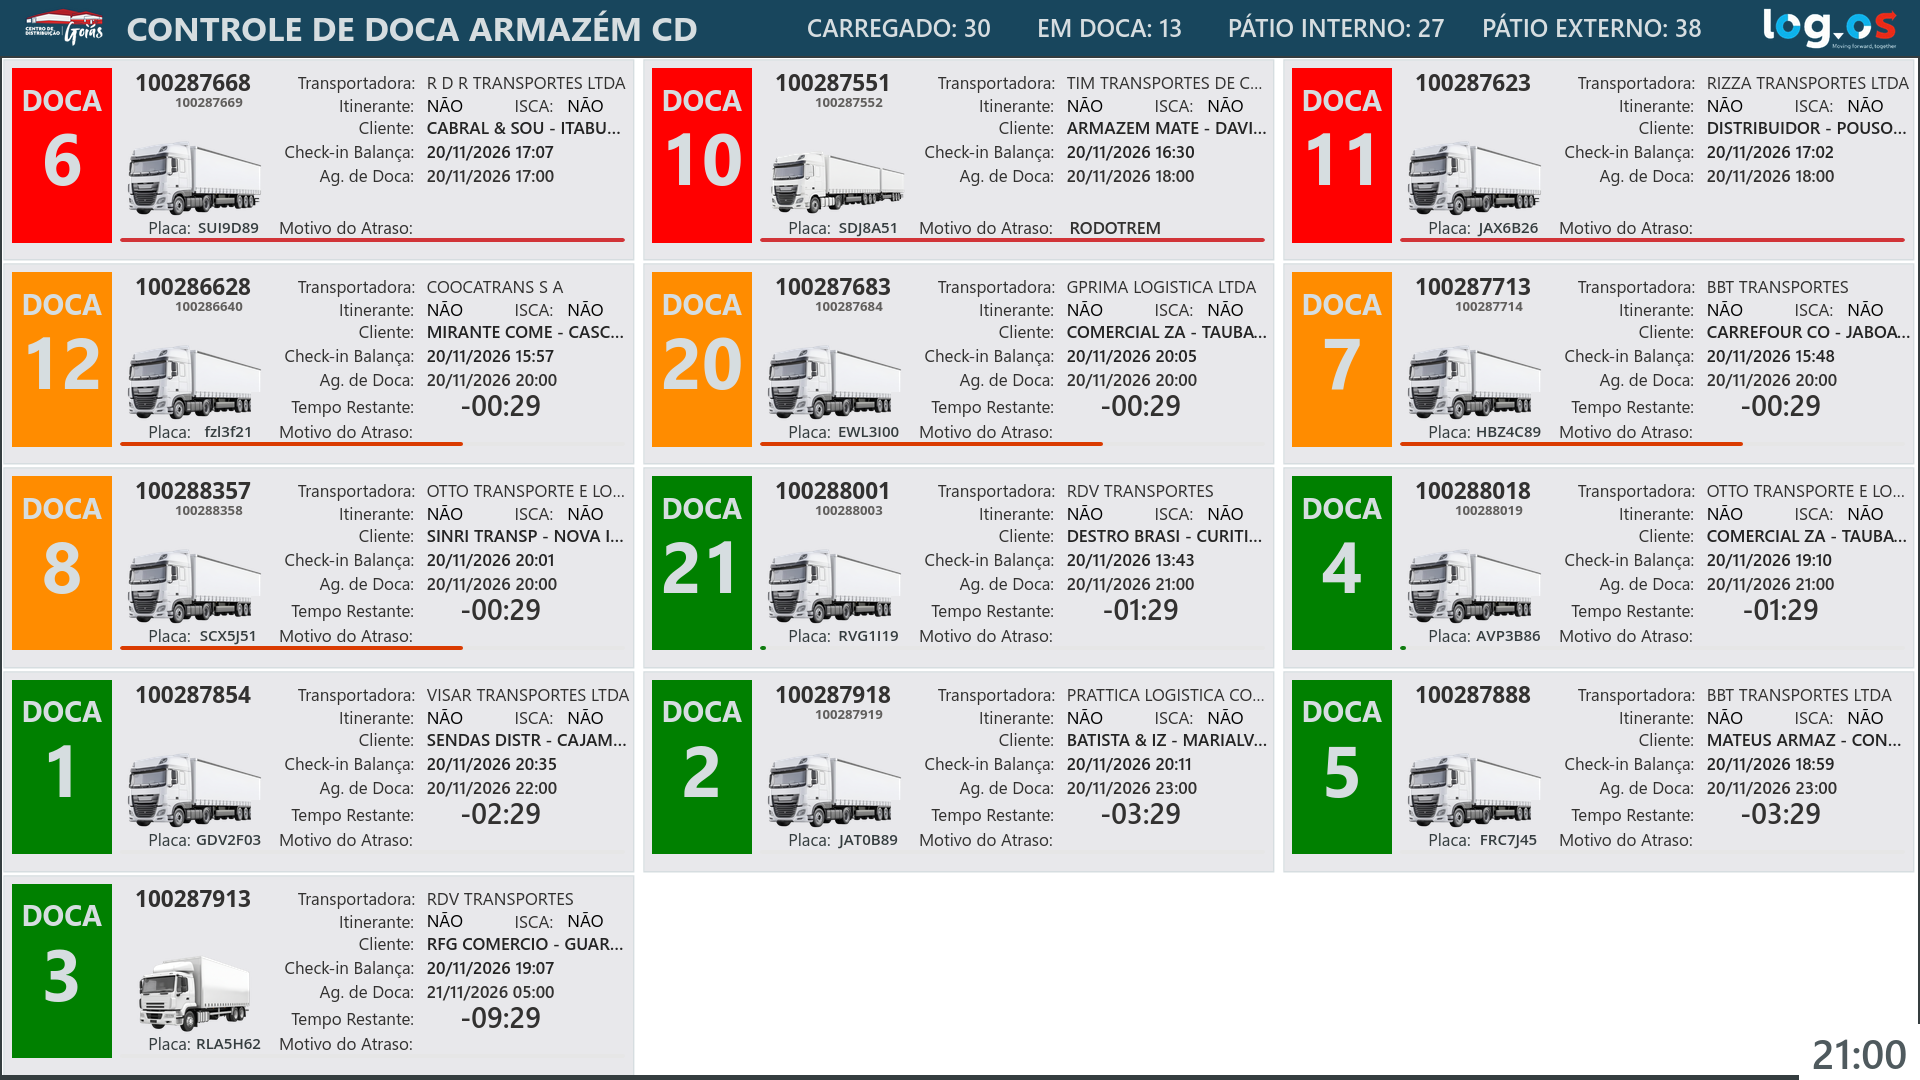 CENTRO DE DISTRIBUIÇÃO Goiás
CONTROLE DE DOCA ARMAZÉM CD
CARREGADO: 30
EM DOCA: 13
PÁTIO INTERNO: 27
PÁTIO EXTERNO: 38
log.os
Moving forward, together
DOCA
6
100287668
100287669
Transportadora: R D R TRANSPORTES LTDA
Itinerante: NÃO ISCA: NÃO
Cliente: CABRAL & SOU - ITABU...
Check-in Balança: 20/11/2026 17:07
Ag. de Doca: 20/11/2026 17:00
Placa: SUI9D89 Motivo do Atraso:
DOCA
10
100287551
100287552
Transportadora: TIM TRANSPORTES DE C...
Itinerante: NÃO ISCA: NÃO
Cliente: ARMAZEM MATE - DAVI...
Check-in Balança: 20/11/2026 16:30
Ag. de Doca: 20/11/2026 18:00
Placa: SDJ8A51 Motivo do Atraso: RODOTREM
DOCA
11
100287623
Transportadora: RIZZA TRANSPORTES LTDA
Itinerante: NÃO ISCA: NÃO
Cliente: DISTRIBUIDOR - POUSO...
Check-in Balança: 20/11/2026 17:02
Ag. de Doca: 20/11/2026 18:00
Placa: JAX6B26 Motivo do Atraso:
DOCA
12
100286628
100286640
Transportadora: COOCATRANS S A
Itinerante: NÃO ISCA: NÃO
Cliente: MIRANTE COME - CASC...
Check-in Balança: 20/11/2026 15:57
Ag. de Doca: 20/11/2026 20:00
Tempo Restante: -00:29
Placa: fzl3f21 Motivo do Atraso:
DOCA
20
100287683
100287684
Transportadora: GPRIMA LOGISTICA LTDA
Itinerante: NÃO ISCA: NÃO
Cliente: COMERCIAL ZA - TAUBA...
Check-in Balança: 20/11/2026 20:05
Ag. de Doca: 20/11/2026 20:00
Tempo Restante: -00:29
Placa: EWL3I00 Motivo do Atraso:
DOCA
7
100287713
100287714
Transportadora: BBT TRANSPORTES
Itinerante: NÃO ISCA: NÃO
Cliente: CARREFOUR CO - JABOA...
Check-in Balança: 20/11/2026 15:48
Ag. de Doca: 20/11/2026 20:00
Tempo Restante: -00:29
Placa: HBZ4C89 Motivo do Atraso:
DOCA
8
100288357
100288358
Transportadora: OTTO TRANSPORTE E LO...
Itinerante: NÃO ISCA: NÃO
Cliente: SINRI TRANSP - NOVA I...
Check-in Balança: 20/11/2026 20:01
Ag. de Doca: 20/11/2026 20:00
Tempo Restante: -00:29
Placa: SCX5J51 Motivo do Atraso:
DOCA
21
100288001
100288003
Transportadora: RDV TRANSPORTES
Itinerante: NÃO ISCA: NÃO
Cliente: DESTRO BRASI - CURITI...
Check-in Balança: 20/11/2026 13:43
Ag. de Doca: 20/11/2026 21:00
Tempo Restante: -01:29
Placa: RVG1I19 Motivo do Atraso:
DOCA
4
100288018
100288019
Transportadora: OTTO TRANSPORTE E LO...
Itinerante: NÃO ISCA: NÃO
Cliente: COMERCIAL ZA - TAUBA...
Check-in Balança: 20/11/2026 19:10
Ag. de Doca: 20/11/2026 21:00
Tempo Restante: -01:29
Placa: AVP3B86 Motivo do Atraso:
DOCA
1
100287854
Transportadora: VISAR TRANSPORTES LTDA
Itinerante: NÃO ISCA: NÃO
Cliente: SENDAS DISTR - CAJAM...
Check-in Balança: 20/11/2026 20:35
Ag. de Doca: 20/11/2026 22:00
Tempo Restante: -02:29
Placa: GDV2F03 Motivo do Atraso:
DOCA
2
100287918
100287919
Transportadora: PRATTICA LOGISTICA CO...
Itinerante: NÃO ISCA: NÃO
Cliente: BATISTA & IZ - MARIALV...
Check-in Balança: 20/11/2026 20:11
Ag. de Doca: 20/11/2026 23:00
Tempo Restante: -03:29
Placa: JAT0B89 Motivo do Atraso:
DOCA
5
100287888
Transportadora: BBT TRANSPORTES LTDA
Itinerante: NÃO ISCA: NÃO
Cliente: MATEUS ARMAZ - CON...
Check-in Balança: 20/11/2026 18:59
Ag. de Doca: 20/11/2026 23:00
Tempo Restante: -03:29
Placa: FRC7J45 Motivo do Atraso:
DOCA
3
100287913
Transportadora: RDV TRANSPORTES
Itinerante: NÃO ISCA: NÃO
Cliente: RFG COMERCIO - GUAR...
Check-in Balança: 20/11/2026 19:07
Ag. de Doca: 21/11/2026 05:00
Tempo Restante: -09:29
Placa: RLA5H62 Motivo do Atraso:
21:00